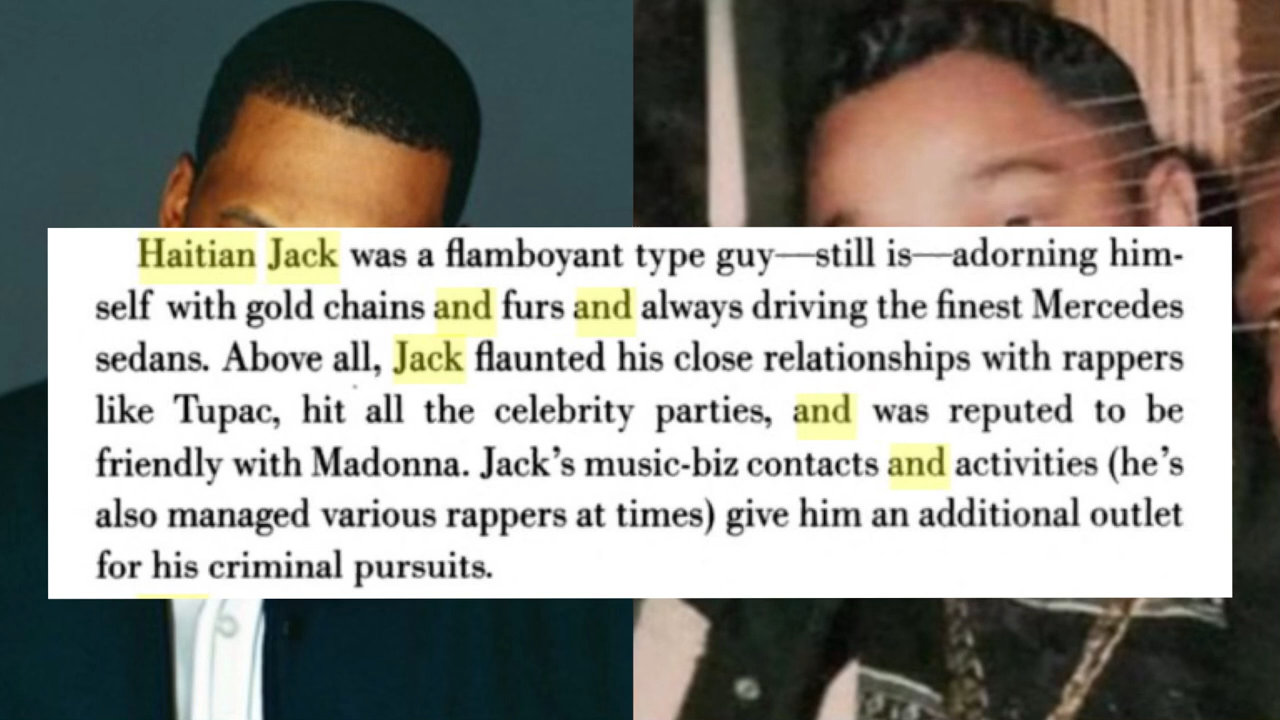 Haitian Jack was a flamboyant type guy—still is—adorning him-
self with gold chains and furs and always driving the finest Mercedes
sedans. Above all, Jack flaunted his close relationships with rappers
like Tupac, hit all the celebrity parties, and was reputed to be
friendly with Madonna. Jack’s music-biz contacts and activities (he’s
also managed various rappers at times) give him an additional outlet
for his criminal pursuits.